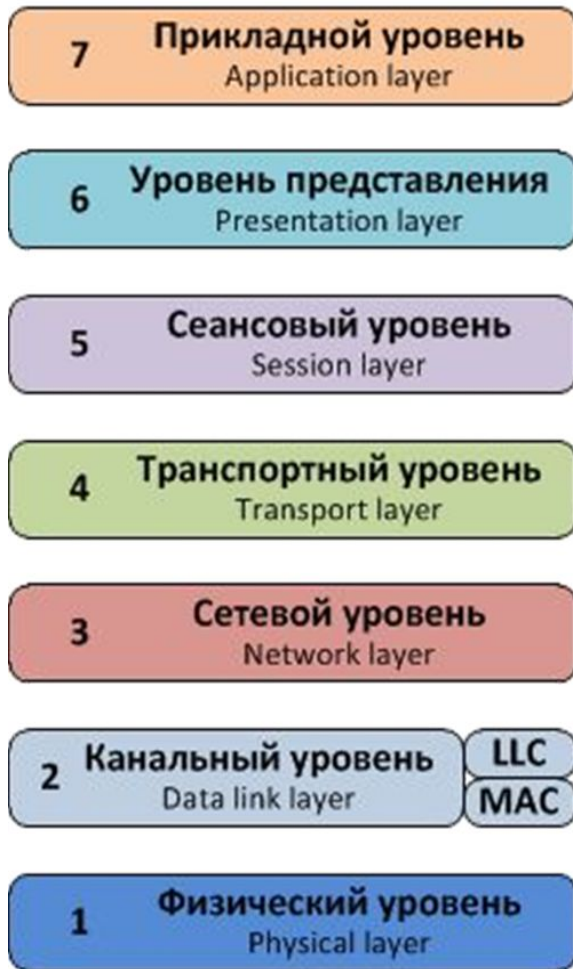 7
Прикладной уровень
Application layer
6
Уровень представления
Presentation layer
5
Сеансовый уровень
Session layer
4
Транспортный уровень
Transport layer
3
Сетевой уровень
Network layer
2
Канальный уровень
Data link layer
LLC
MAC
1
Физический уровень
Physical layer